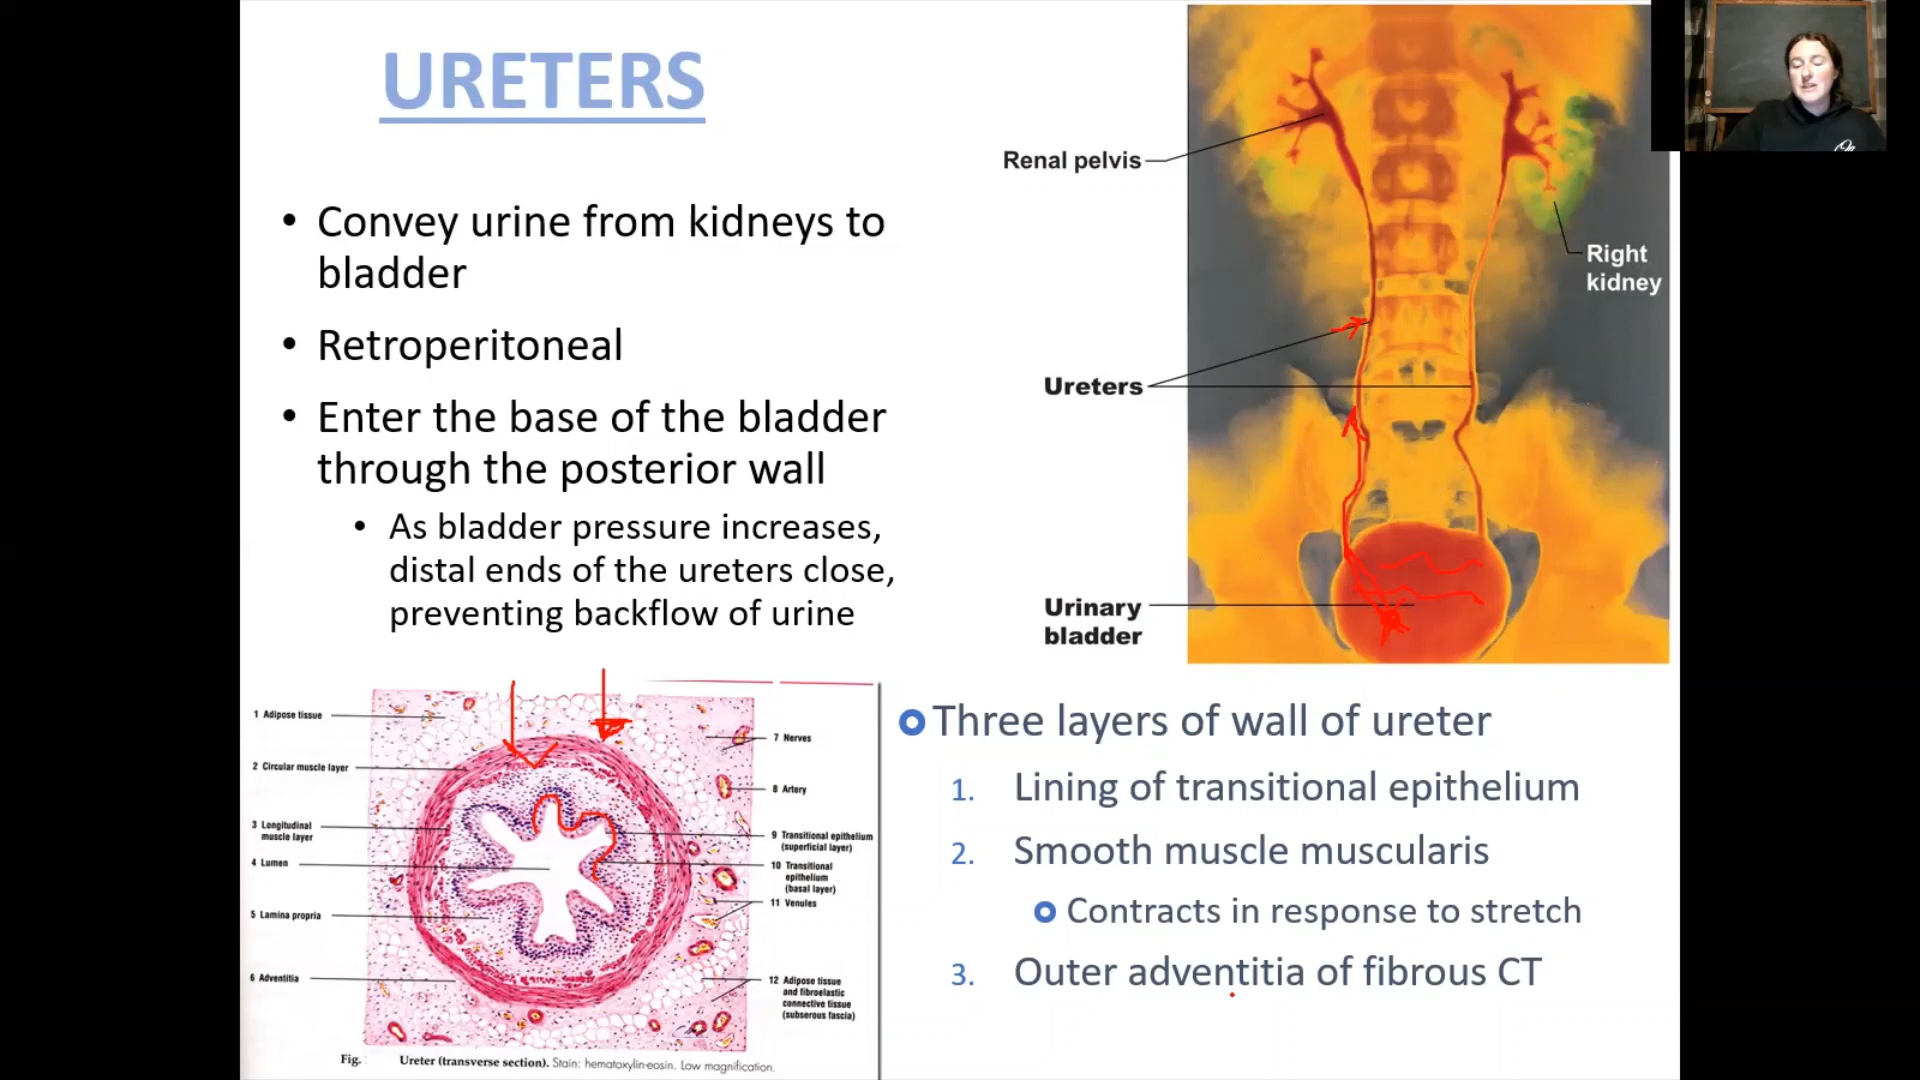 URETERS
• Convey urine from kidneys to
bladder
• Retroperitoneal
• Enter the base of the bladder
through the posterior wall
• As bladder pressure increases,
distal ends of the ureters close,
preventing backflow of urine
Renal pelvis
Right
kidney
Ureters
Urinary
bladder
1 Adipose tissue
2 Circular muscle layer
3 Longitudinal
muscle layer
4 Lumen
5 Lamina propria
6 Adventitia
7 Nerves
8 Artery
9 Transitional epithelium
(superficial layer)
10 Transitional
epithelium
(basal layer)
11 Venules
12 Adipose tissue
and fibroelastic
connective tissue
(subserous fascia)
Fig. Ureter (transverse section). Stain: hematoxylin-eosin. Low magnification.
Three layers of wall of ureter
1. Lining of transitional epithelium
2. Smooth muscle muscularis
Contracts in response to stretch
3. Outer adventitia of fibrous CT